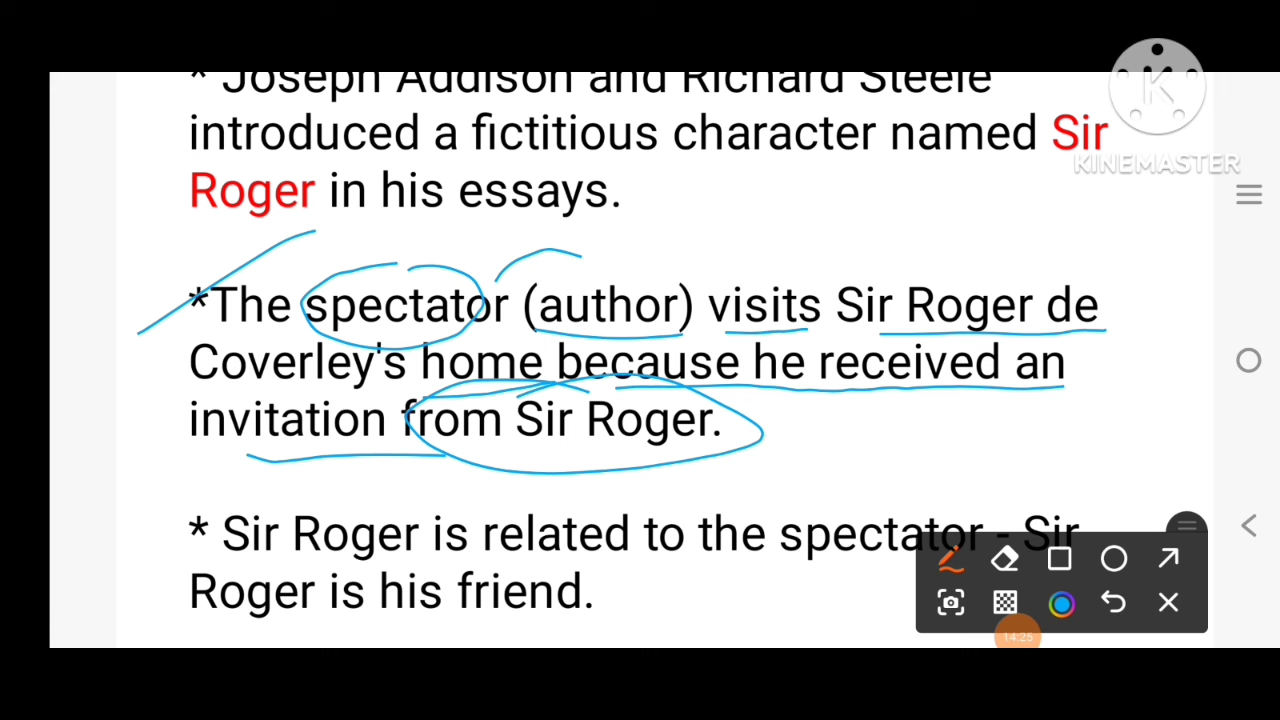 * Joseph Addison and Richard Steele
introduced a fictitious character named Sir
Roger in his essays.
*The spectator (author) visits Sir Roger de
Coverley's home because he received an
invitation from Sir Roger.
* Sir Roger is related to the spectator - Sir
Roger is his friend.
K
KINEMASTER
14:25